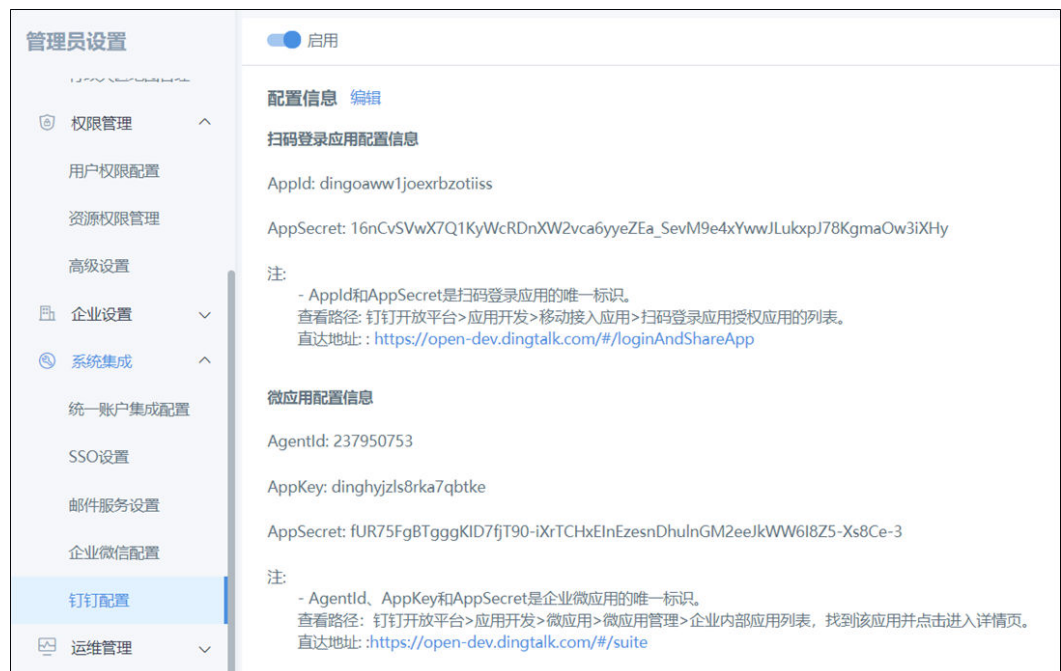 管理员设置
权限管理
用户权限配置
资源权限管理
高级设置
企业设置
系统集成
统一账户集成配置
SSO设置
邮件服务设置
企业微信配置
钉钉配置
运维管理
启用
配置信息 编辑
扫码登录应用配置信息
AppId: dingoaww1joexrbzotiiss
AppSecret: 16nCvSVwX7Q1KyWcRDnXW2vca6yyeZEa_SevM9e4xYwwJLukxpJ78KgmaOw3iXHy
注:
- AppId和AppSecret是扫码登录应用的唯一标识。
查看路径: 钉钉开放平台>应用开发>移动接入应用>扫码登录应用授权应用的列表。
直达地址: : https://open-dev.dingtalk.com/#/loginAndShareApp
微应用配置信息
AgentId: 237950753
AppKey: dinghyjzls8rka7qbtke
AppSecret: fUR75FgBTgggKID7fjT90-iXrTCHxEInEzesnDhulnGM2eeJkWW6I8Z5-Xs8Ce-3
注:
- AgentId、AppKey和AppSecret是企业微应用的唯一标识。
查看路径：钉钉开放平台>应用开发>微应用>微应用管理>企业内部应用列表，找到该应用并点击进入详情页。
直达地址: :https://open-dev.dingtalk.com/#/suite